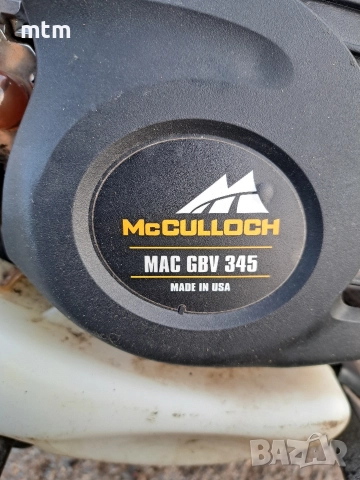 mtm
McCULLOCH
MAC GBV 345
MADE IN USA
BAZAR